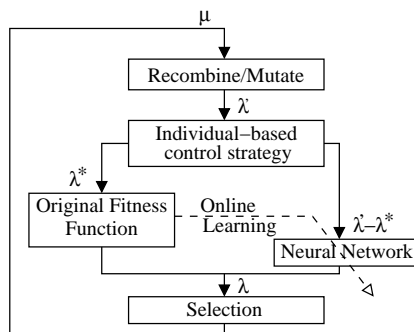 μ
Recombine/Mutate
λ'
Individual–based
control strategy
λ*
Original Fitness
Function
Online
Learning
λ'–λ*
Neural Network
λ
Selection